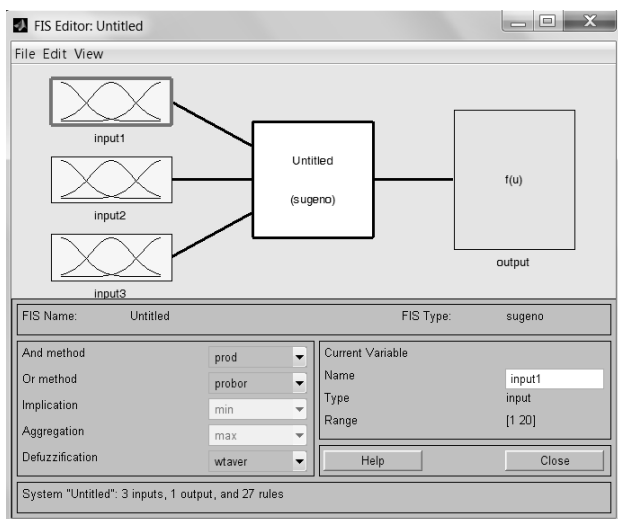 FIS Editor: Untitled
File Edit View
input1
input2
input3
Untitled
(sugeno)
f(u)
output
FIS Name: Untitled FIS Type: sugeno
And method prod
Or method probor
Implication min
Aggregation max
Defuzzification wtaver
Current Variable
Name input1
Type input
Range [1 20]
Help Close
System "Untitled": 3 inputs, 1 output, and 27 rules